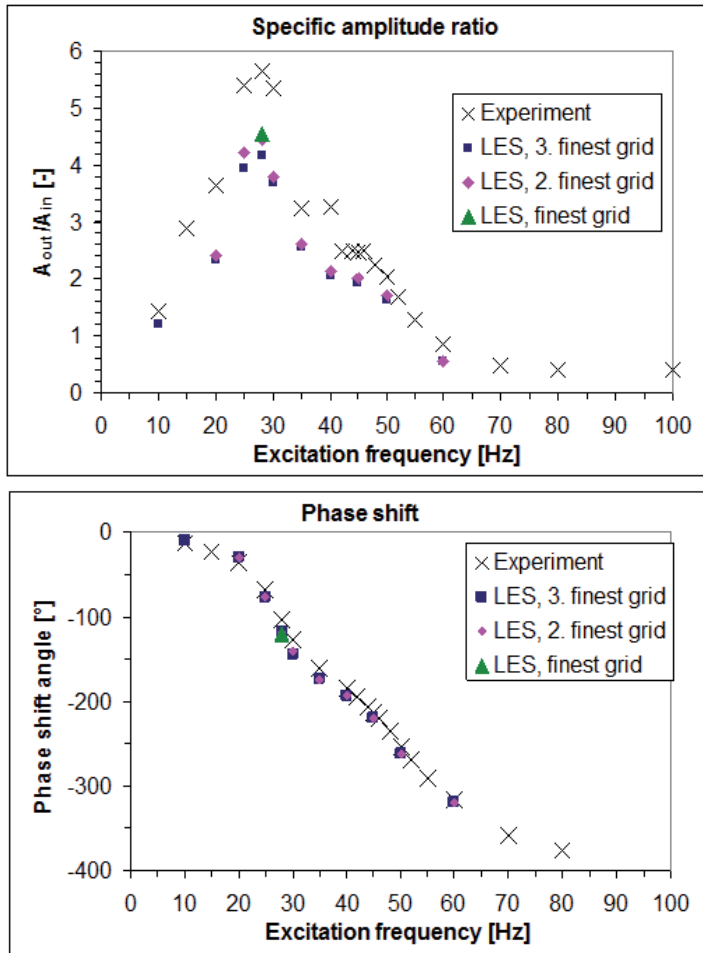 Specific amplitude ratio
6
5
4
3
2
1
0
A out /A in [-]
Experiment
LES, 3. finest grid
LES, 2. finest grid
LES, finest grid
0 10 20 30 40 50 60 70 80 90 100
Excitation frequency [Hz]
Phase shift
0
-100
-200
-300
-400
Phase shift angle [°]
Experiment
LES, 3. finest grid
LES, 2. finest grid
LES, finest grid
0 10 20 30 40 50 60 70 80 90 100
Excitation frequency [Hz]